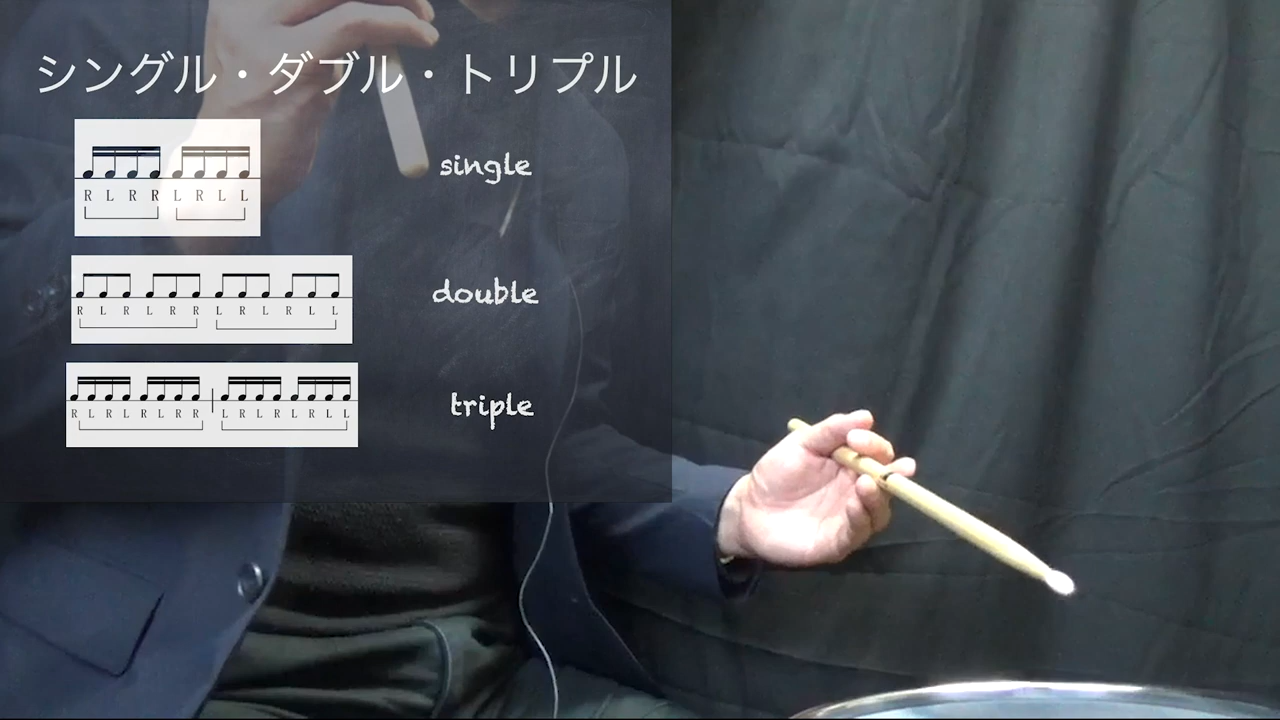 シングル・ダブル・トリプル
R L R R L R L L
single
R L R L R R L R L R L L
double
R L R L R L R R L R L R L R L L
triple